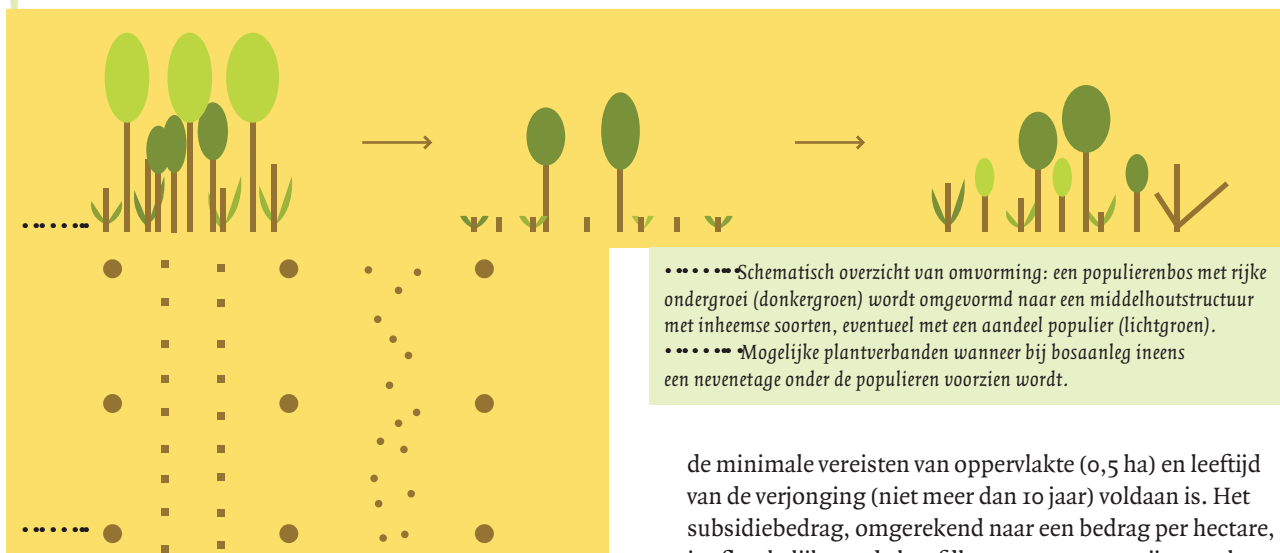 Schematisch overzicht van omvorming: een populierenbos met rijke
ondergroei (donkergroen) wordt omgevormd naar een middelhoutstructuur
met inheemse soorten, eventueel met een aandeel populier (lichtgroen).
Mogelijke plantverbanden wanneer bij bosaanleg ineens
een nevenetage onder de populieren voorzien wordt.
de minimale vereisten van oppervlakte (0,5 ha) en leeftijd
van de verjonging (niet meer dan 10 jaar) voldaan is. Het
subsidiebedrag, omgerekend naar een bedrag per hectare,